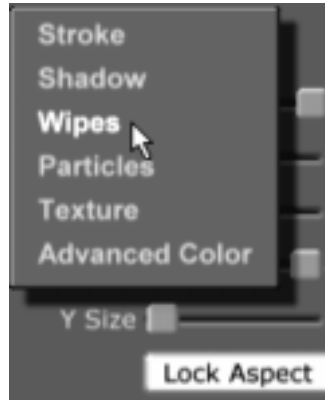 Stroke
Shadow
Wipes
Particles
Texture
Advanced Color
Y Size
Lock Aspect